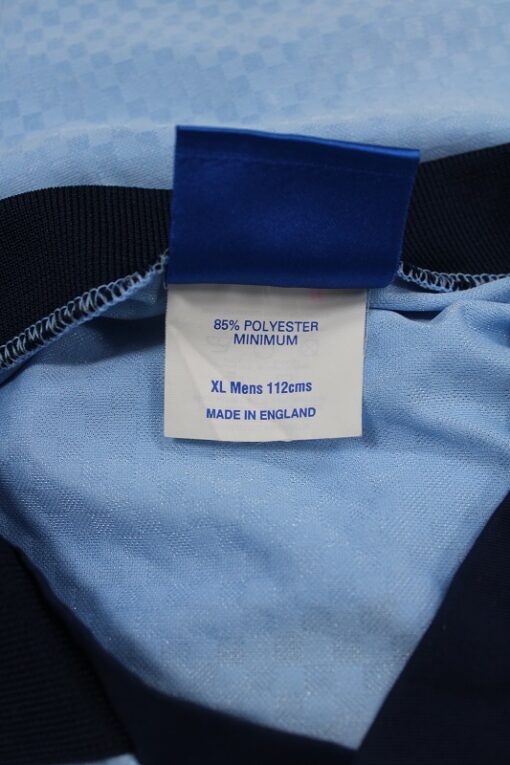 85% POLYESTER
MINIMUM
XL Mens 112cms
MADE IN ENGLAND